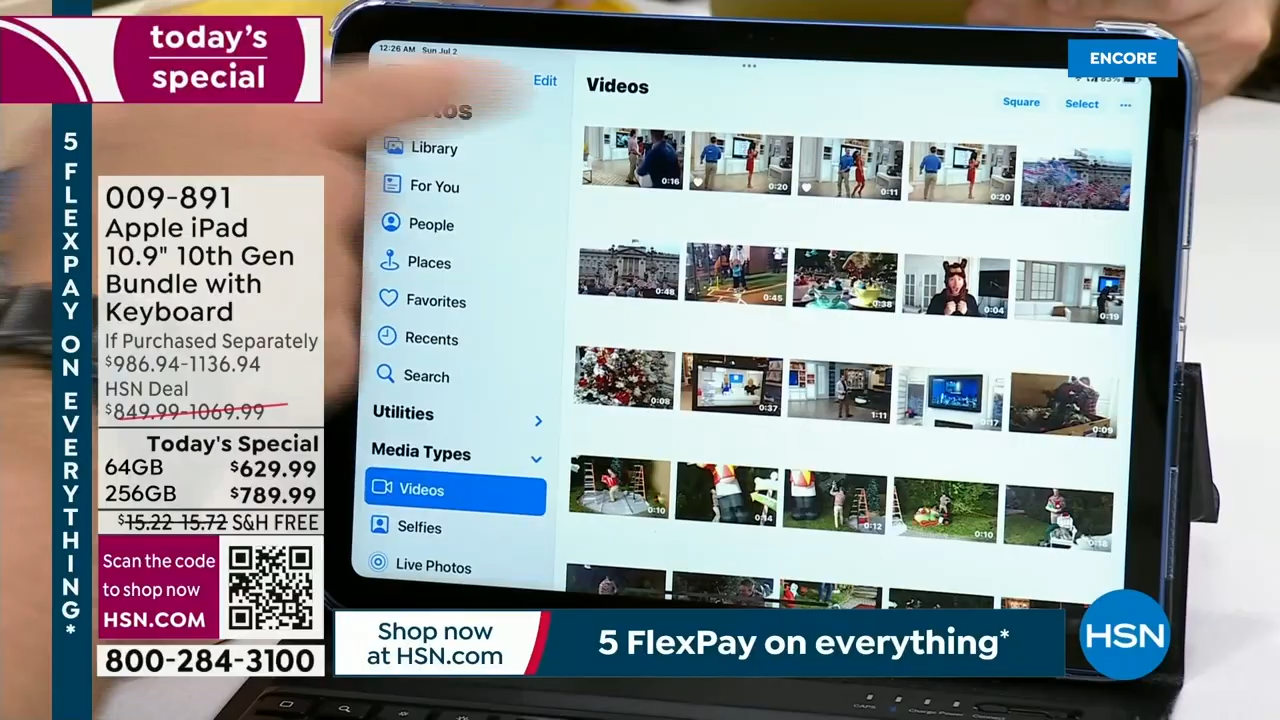 today's
special
5 FLEXPAY ON EVERYTHING*
009-891
Apple iPad
10.9" 10th Gen
Bundle with
Keyboard
If Purchased Separately
$986.94-1136.94
HSN Deal
$849.99-1069.99
Today's Special
64GB $629.99
256GB $789.99
$15.22-15.72 S&H FREE
Scan the code
to shop now
HSN.COM
800-284-3100
12:26 AM Sun Jul 2
Edit
Library
For You
People
Places
Favorites
Recents
Search
Utilities
Media Types
Videos
Selfies
Live Photos
ENCORE
Videos
Square Select
0:16 0:20 0:11 0:20
0:48 0:45 0:38 0:04 0:19
0:08 0:37 1:11 0:17 0:09
0:10 0:14 0:12 0:10
Shop now
at HSN.com
5 FlexPay on everything*
HSN
CAPS